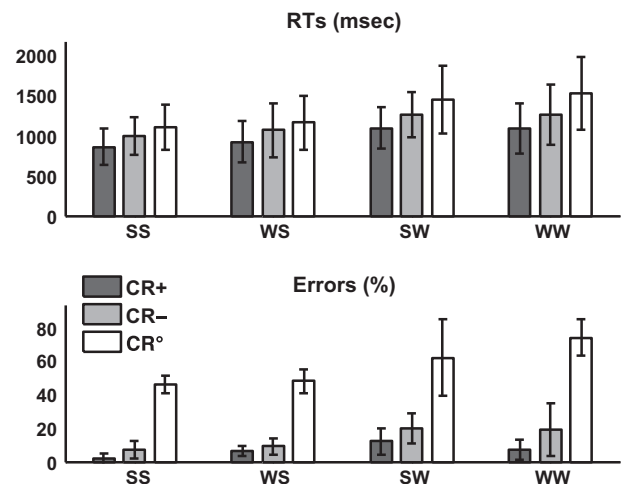 RTs (msec)
2000
1500
1000
500
0
SS WS SW WW
Errors (%)
CR+
CR–
CR°
80
60
40
20
0
SS WS SW WW